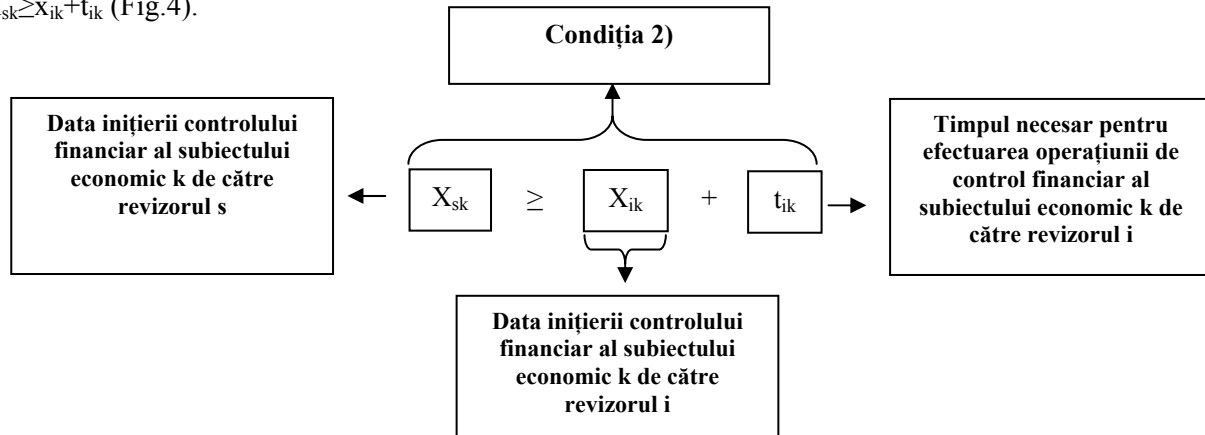 sk≥xik+tik (Fig.4).
Condiția 2)
Data inițierii controlului
financiar al subiectului
economic k de către
revizorul s
Xsk ≥ Xik + tik
Timpul necesar pentru
efectuarea operațiunii de
control financiar al
subiectului economic k de
către revizorul i
Data inițierii controlului
financiar al subiectului
economic k de către
revizorul i